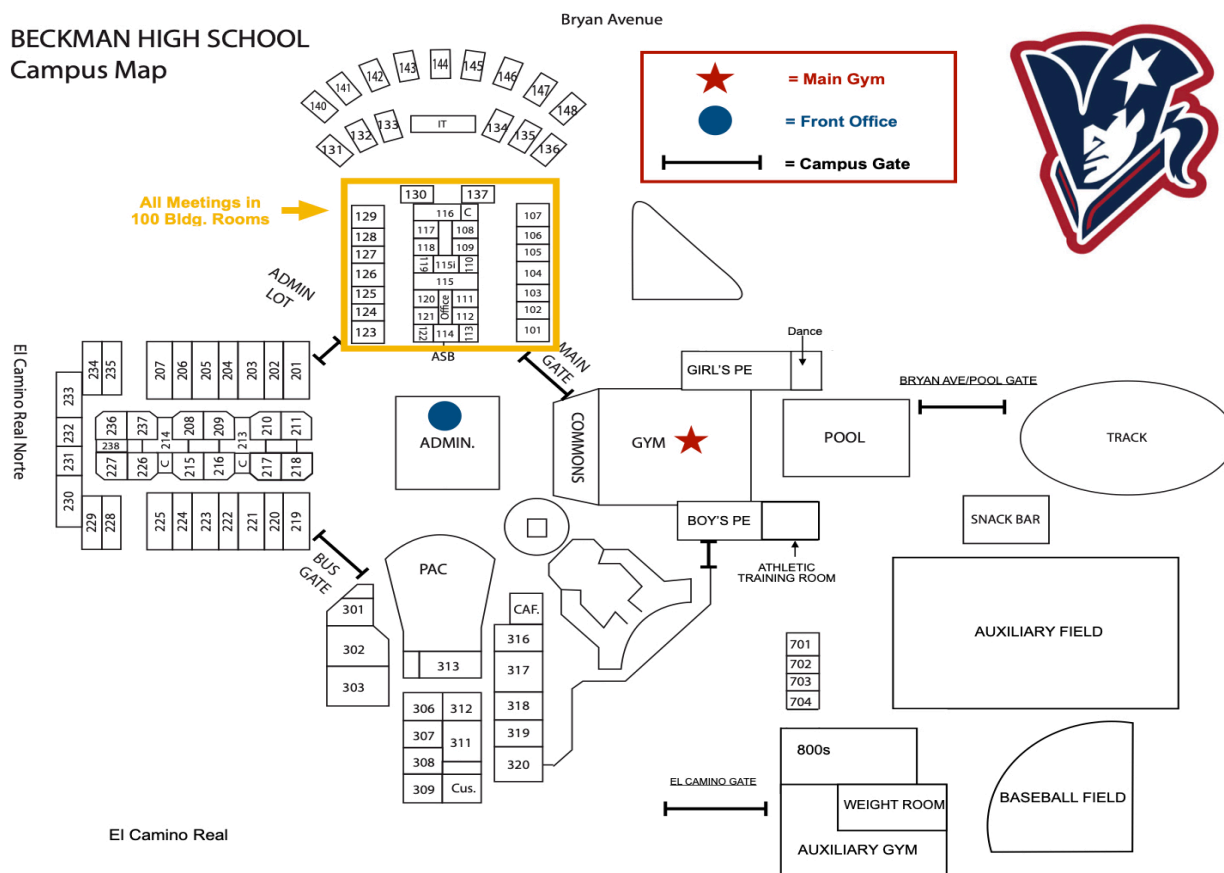 Bryan Avenue
BECKMAN HIGH SCHOOL
Campus Map
= Main Gym
= Front Office
= Campus Gate
140
141
142
143
144
145
146
147
148
131
132
133
IT
134
135
136
All Meetings in
100 Bldg. Rooms
130
137
129
128
127
126
125
124
123
116
C
117
108
118
109
119
115i
110
115
120
Office
111
121
112
122
114
113
107
106
105
104
103
102
101
ASB
ADMIN
LOT
MAIN
GATE
El Camino Real Norte
234
235
207
206
205
204
203
202
201
233
232
231
230
236
237
214
208
209
213
210
211
238
227
226
C
215
216
C
217
218
229
228
225
224
223
222
221
220
219
BUS
GATE
ADMIN.
COMMONS
GYM
GIRL'S PE
Dance
POOL
BRYAN AVE/POOL GATE
TRACK
BOY'S PE
ATHLETIC
TRAINING ROOM
SNACK BAR
AUXILIARY FIELD
PAC
301
302
303
313
CAF.
316
317
318
319
320
306
312
307
311
308
309
Cus.
701
702
703
704
800s
EL CAMINO GATE
WEIGHT ROOM
AUXILIARY GYM
BASEBALL FIELD
El Camino Real